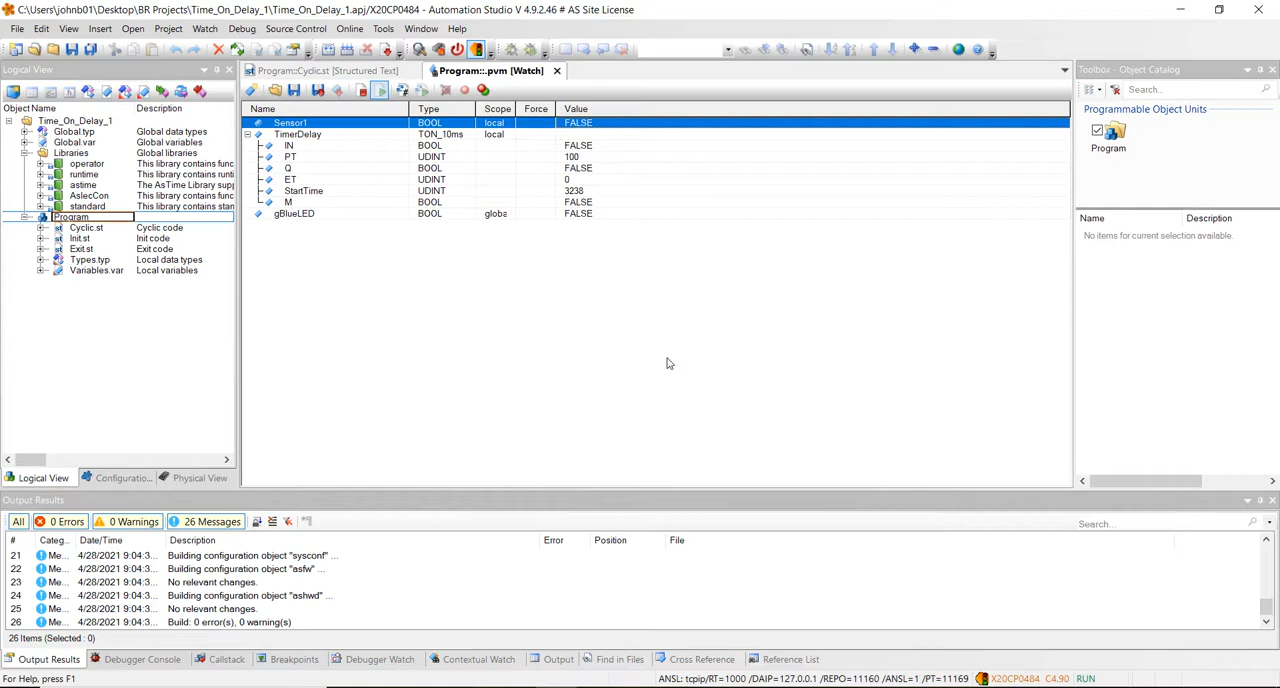 C:\Users\johnb01\Desktop\BR Projects\Time_On_Delay_1\Time_On_Delay_1.apj/X20CP0484 - Automation Studio V 4.9.2.46 # AS Site License
File Edit View Insert Open Project Watch Debug Source Control Online Tools Window Help
Logical View
Object Name Description
Time_On_Delay_1
Global.typ Global data types
Global.var Global variables
Libraries Global libraries
operator This library contains func
runtime This library contains runt
astime The AsTime Library supp
AsIecCon This library contains func
standard This library contains stan
Program
Cyclic.st Cyclic code
Init.st Init code
Exit.st Exit code
Types.typ Local data types
Variables.var Local variables
Logical View Configuratio... Physical View
Program::Cyclic.st [Structured Text] Program:::.pvm [Watch]
Name Type Scope Force Value
Sensor1 BOOL local FALSE
TimerDelay TON_10ms local
IN BOOL FALSE
PT UDINT 100
Q BOOL FALSE
ET UDINT 0
StartTime UDINT 3238
M BOOL FALSE
gBlueLED BOOL globa FALSE
Toolbox - Object Catalog
Search...
Programmable Object Units
Program
Name Description
No items for current selection available.
Output Results
All 0 Errors 0 Warnings 26 Messages Search...
# Categ... Date/Time Description Error Position File
21 Me... 4/28/2021 9:04:3... Building configuration object "sysconf" ...
22 Me... 4/28/2021 9:04:3... Building configuration object "asfw" ...
23 Me... 4/28/2021 9:04:3... No relevant changes.
24 Me... 4/28/2021 9:04:3... Building configuration object "ashwd" ...
25 Me... 4/28/2021 9:04:3... No relevant changes.
26 Me... 4/28/2021 9:04:3... Build: 0 error(s), 0 warning(s)
26 Items (Selected : 0)
Output Results Debugger Console Callstack Breakpoints Debugger Watch Contextual Watch Output Find in Files Cross Reference Reference List
For Help, press F1 ANSL: tcpip/RT=1000 /DAIP=127.0.0.1 /REPO=11160 /ANSL=1 /PT=11169 X20CP0484 C4.90 RUN